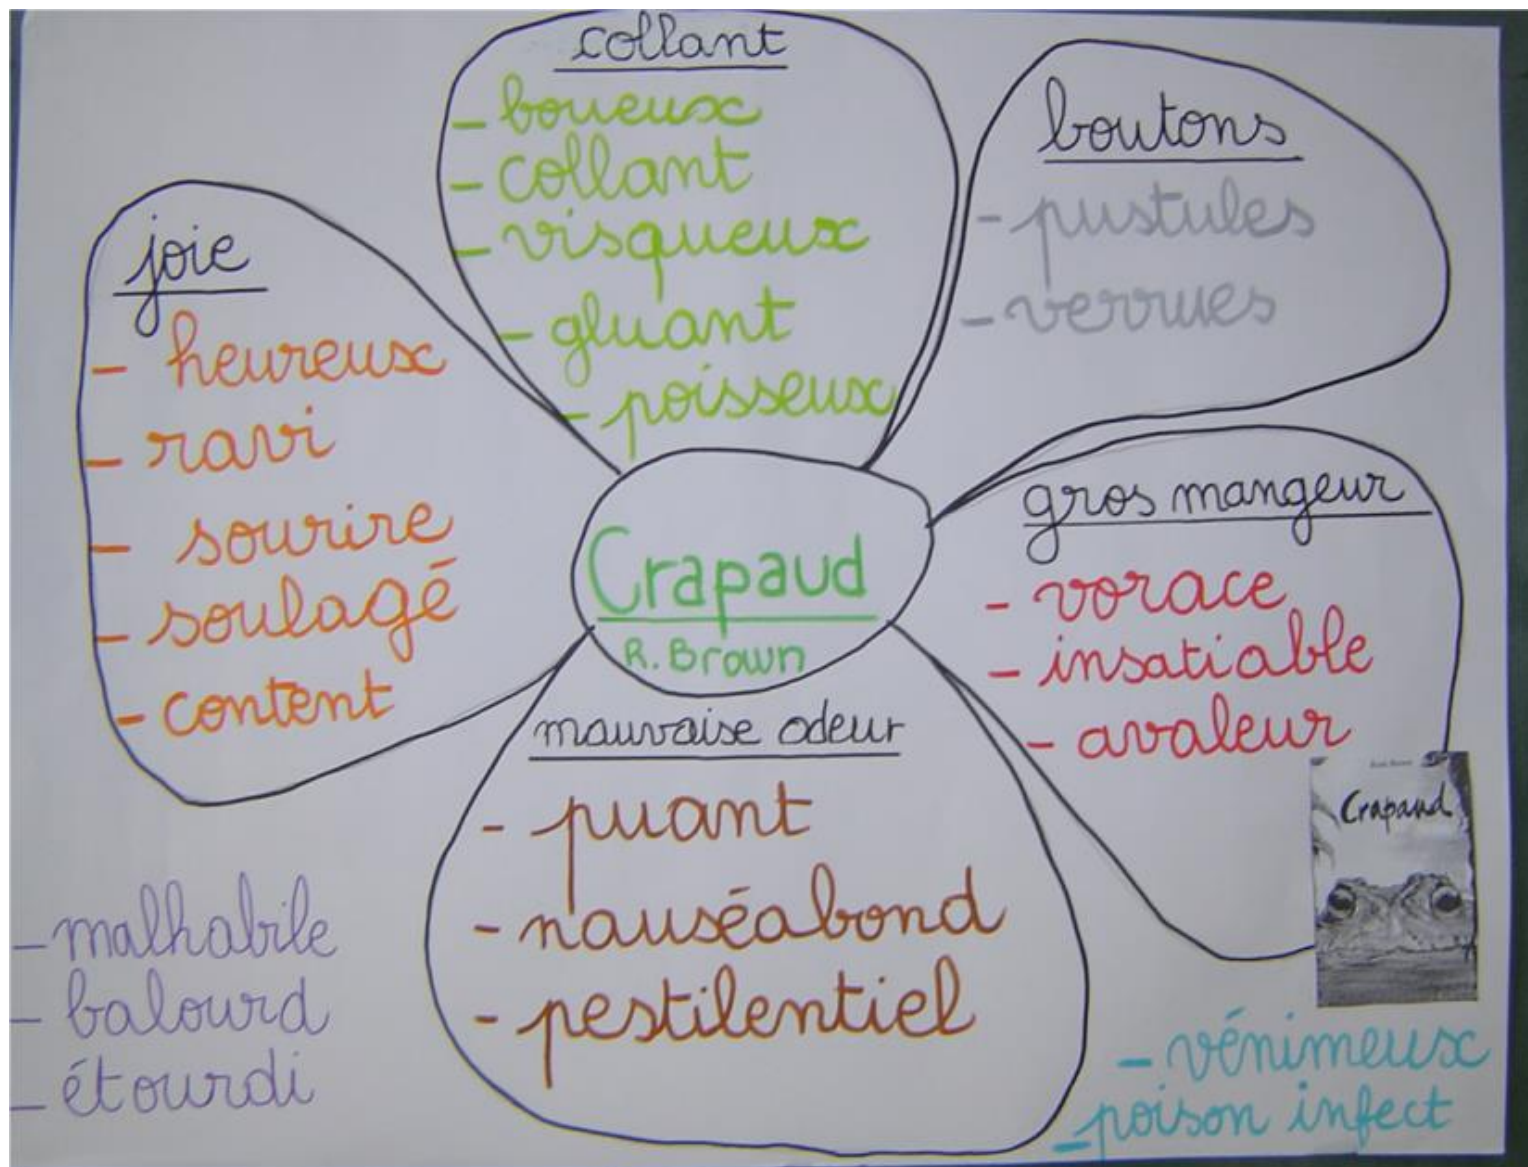 collant
- boueux
- collant
- visqueux
- gluant
- poisseux
boutons
- pustules
- verrues
joie
- heureux
- ravi
- sourire
- soulagé
- content
Crapaud
R. Brown
gros mangeur
- vorace
- insatiable
- avaleur
mauvaise odeur
- puant
- nauséabond
- pestilentiel
Crapaud
- malhabile
- balourd
- étourdi
- vénimeux
- poison infect